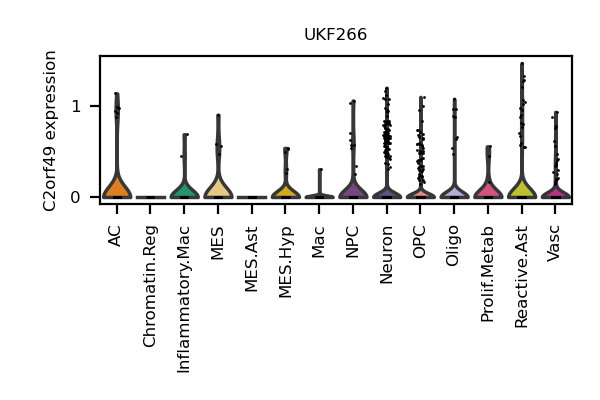 UKF266
C2orf49 expression
1
0
AC
Chromatin.Reg
Inflammatory.Mac
MES
MES.Ast
MES.Hyp
Mac
NPC
Neuron
OPC
Oligo
Prolif.Metab
Reactive.Ast
Vasc